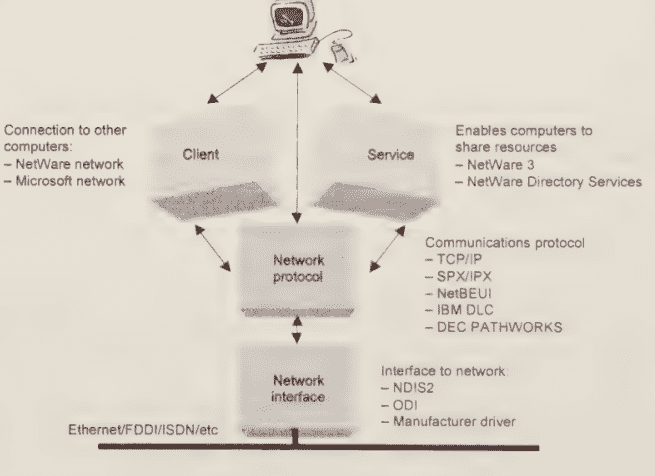 Connection to other
computers:
– NetWare network
– Microsoft network
Client
Service
Enables computers to
share resources
– NetWare 3
– NetWare Directory Services
Network
protocol
Communications protocol
– TCP/IP
– SPX/IPX
– NetBEUI
– IBM DLC
– DEC PATHWORKS
Network
interface
Interface to network:
– NDIS2
– ODI
– Manufacturer driver
Ethernet/FDDI/ISDN/etc